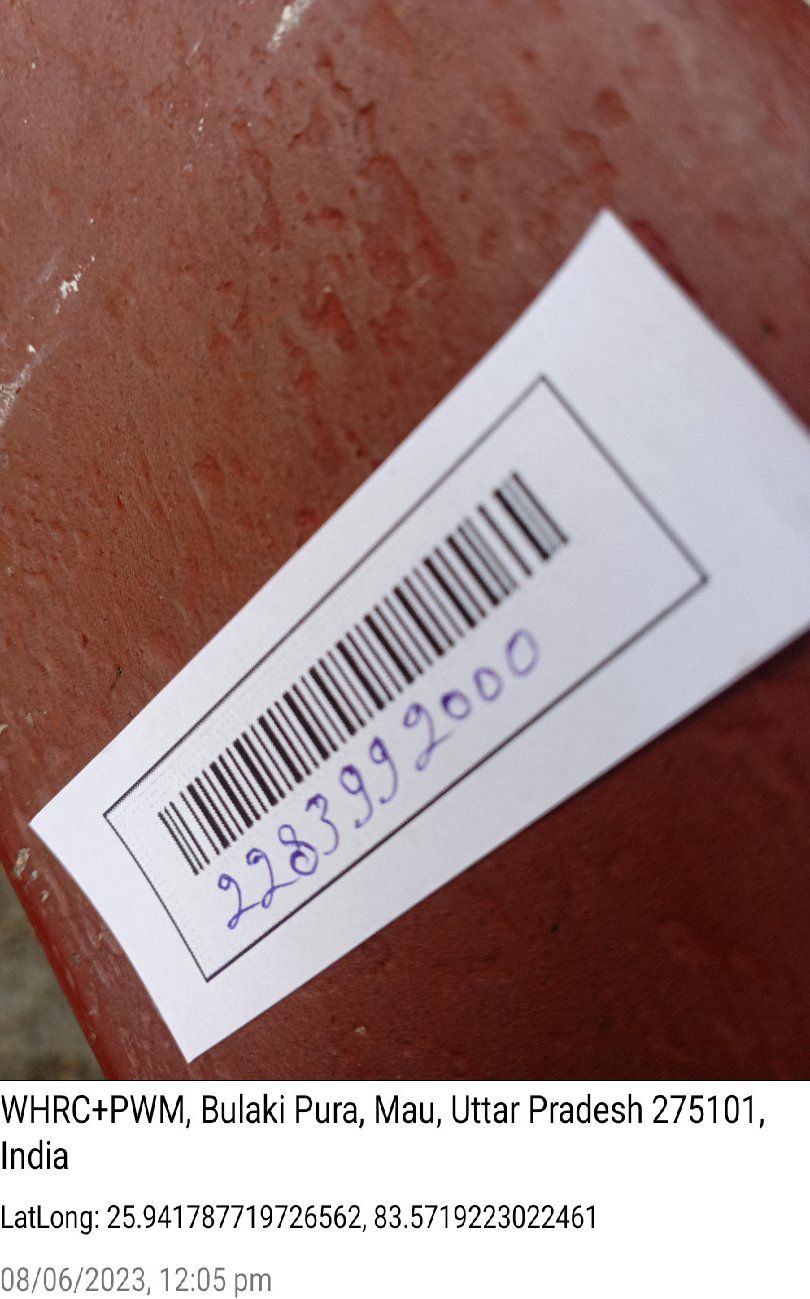 2283992000
WHRC+PWM, Bulaki Pura, Mau, Uttar Pradesh 275101,
India
LatLong: 25.941787719726562, 83.5719223022461
08/06/2023, 12:05 pm